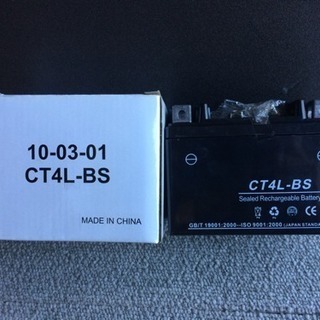 10-03-01
CT4L-BS
MADE IN CHINA
CT4L-BS
Sealed Rechargeable Battery
GB/T 19001:2000--ISO 9001:2000